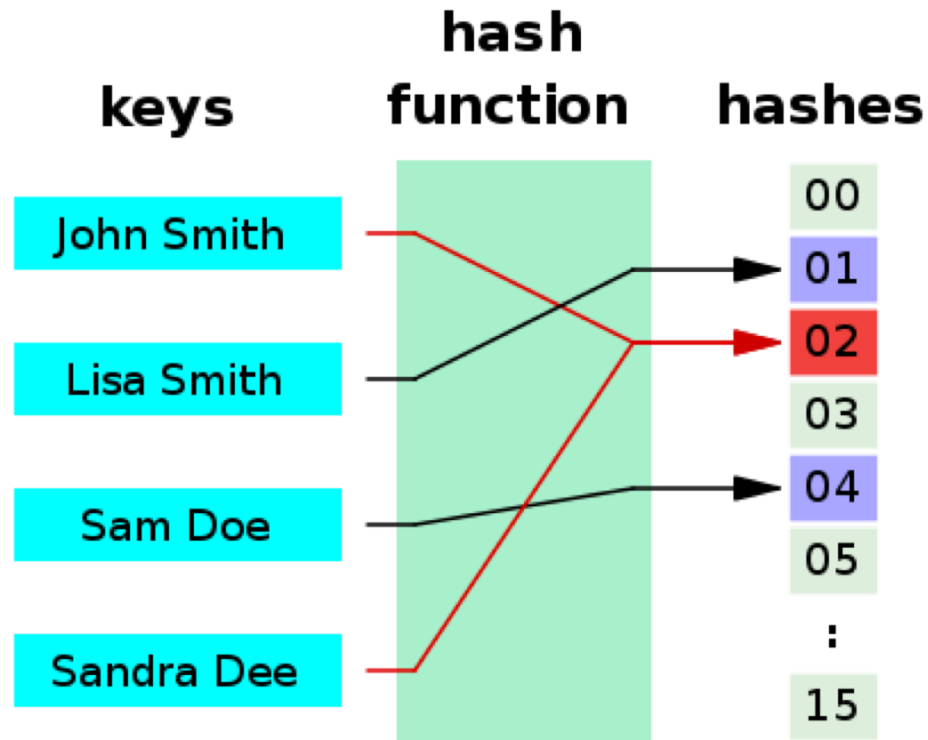 keys
hash
function
hashes
John Smith
Lisa Smith
Sam Doe
Sandra Dee
00
01
02
03
04
05
:
15